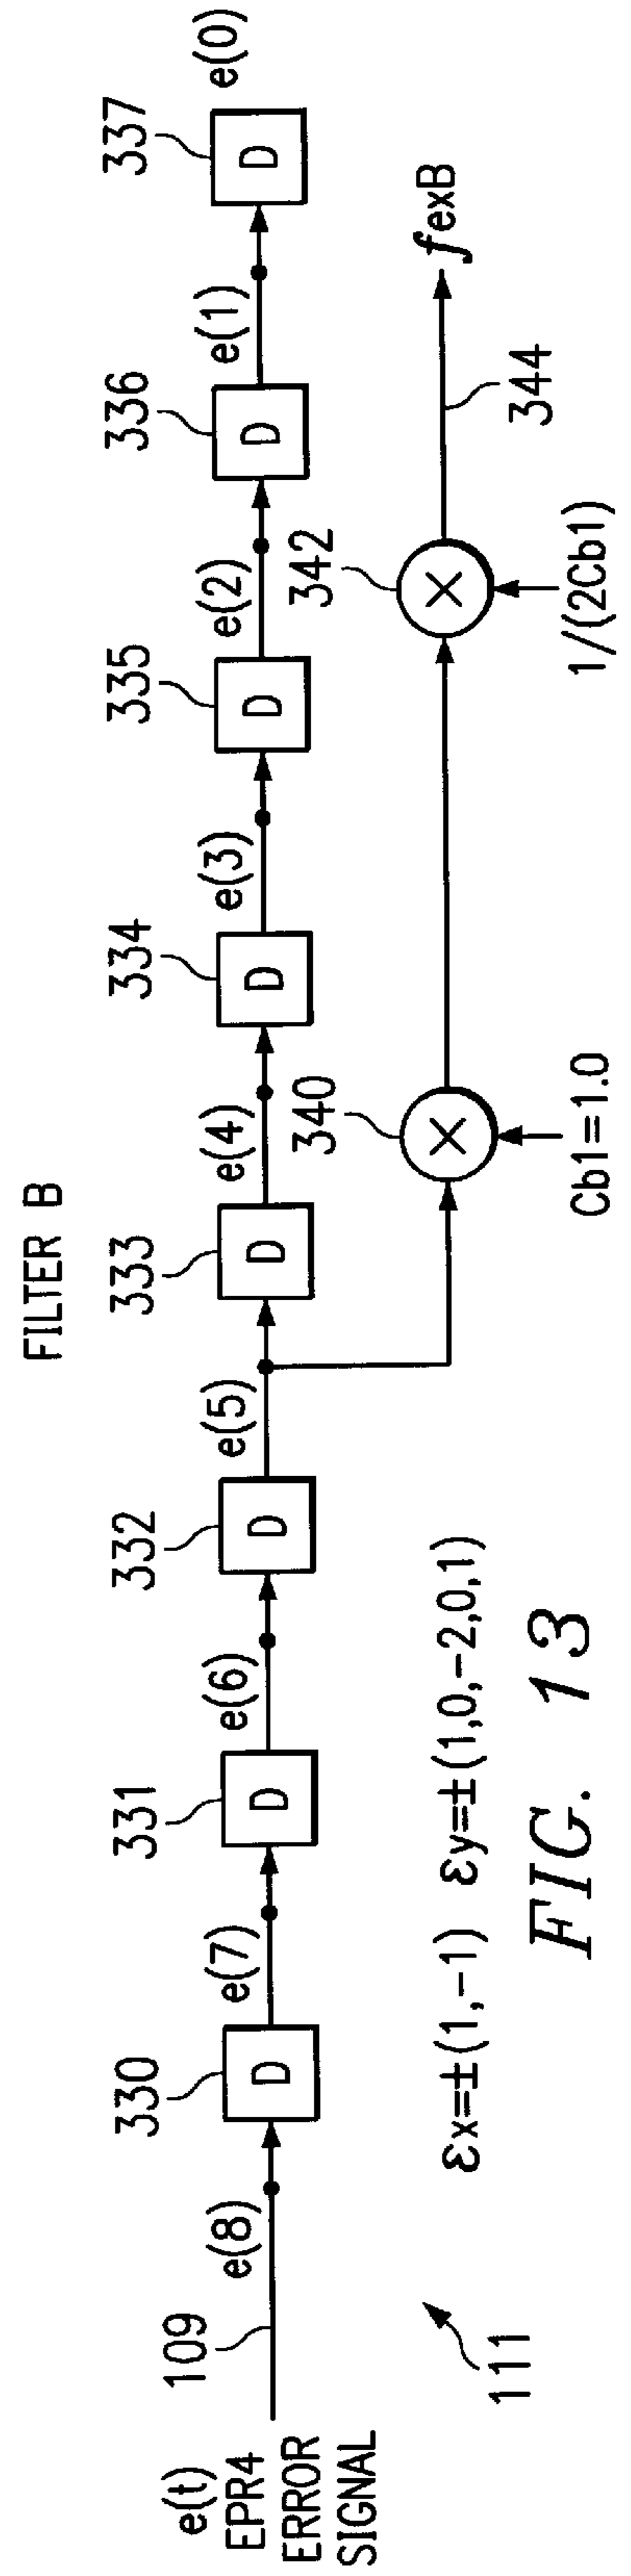 FILTER B
e(t)
EPR4
ERROR
SIGNAL
109
e(8)
330
D
e(7)
331
D
e(6)
332
D
e(5)
333
D
e(4)
334
D
e(3)
335
D
e(2)
336
D
e(1)
337
D
e(0)
340
×
Cb1=1.0
342
×
1/(2Cb1)
344
fexB
111
εx=±(1,-1) εy=±(1,0,-2,0,1)
FIG. 13